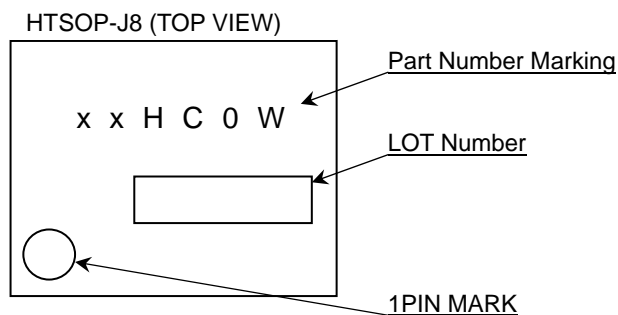 HTSOP-J8 (TOP VIEW)
Part Number Marking
x x H C 0 W
LOT Number
1PIN MARK